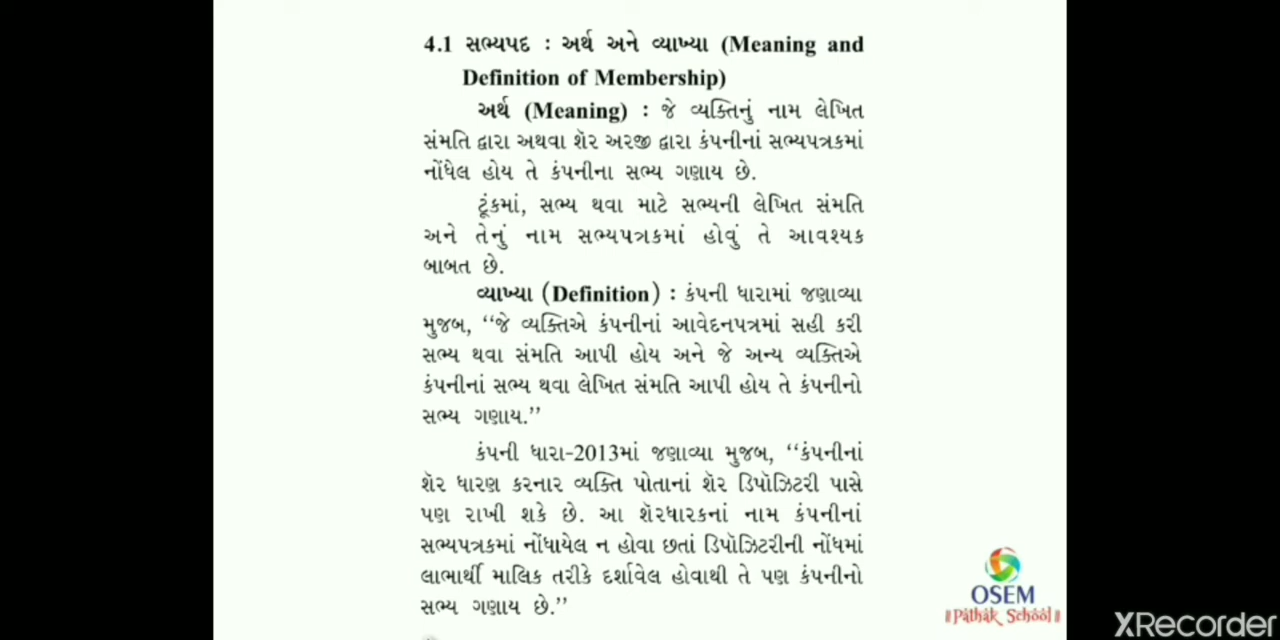 4.1 સભ્યપદ : અર્થ અને વ્યાખ્યા (Meaning and
Definition of Membership)
અર્થ (Meaning) : જે વ્યક્તિનું નામ લેખિત
સંમતિ દ્વારા અથવા શૅર અરજી દ્વારા કંપનીનાં સભ્યપત્રકમાં
નોંધેલ હોય તે કંપનીના સભ્ય ગણાય છે.
ટૂંકમાં, સભ્ય થવા માટે સભ્યની લેખિત સંમતિ
અને તેનું નામ સભ્યપત્રકમાં હોવું તે આવશ્યક
બાબત છે.
વ્યાખ્યા (Definition) : કંપની ધારામાં જણાવ્યા
મુજબ, ‘‘જે વ્યક્તિએ કંપનીનાં આવેદનપત્રમાં સહી કરી
સભ્ય થવા સંમતિ આપી હોય અને જે અન્ય વ્યક્તિએ
કંપનીનાં સભ્ય થવા લેખિત સંમતિ આપી હોય તે કંપનીનો
સભ્ય ગણાય.’’
કંપની ધારા-2013માં જણાવ્યા મુજબ, ‘‘કંપનીનાં
શૅર ધારણ કરનાર વ્યક્તિ પોતાનાં શૅર ડિપૉઝિટરી પાસે
પણ રાખી શકે છે. આ શૅરધારકનાં નામ કંપનીનાં
સભ્યપત્રકમાં નોંધાયેલ ન હોવા છતાં ડિપૉઝિટરીની નોંધમાં
લાભાર્થી માલિક તરીકે દર્શાવેલ હોવાથી તે પણ કંપનીનો
સભ્ય ગણાય છે.’’
OSEM
Pathak School
XRecorder